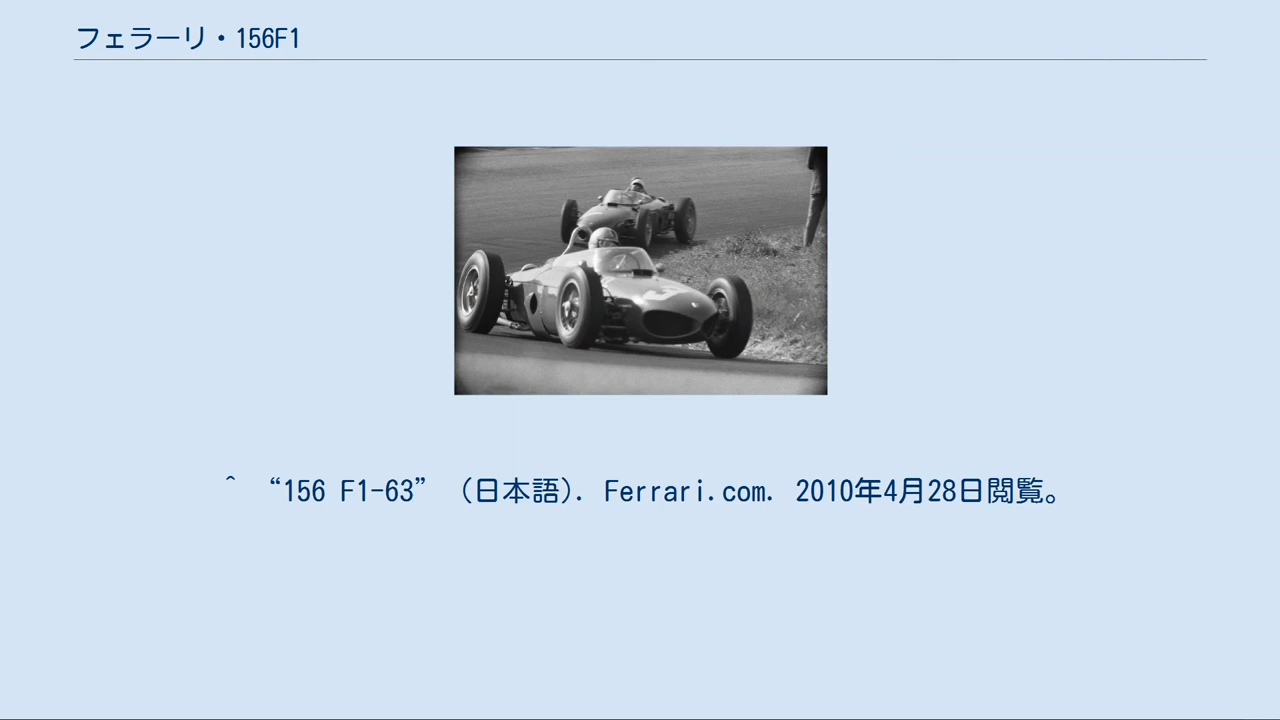 フェラーリ・156F1
^ “156 F1-63” (日本語). Ferrari.com. 2010年4月28日閲覧。